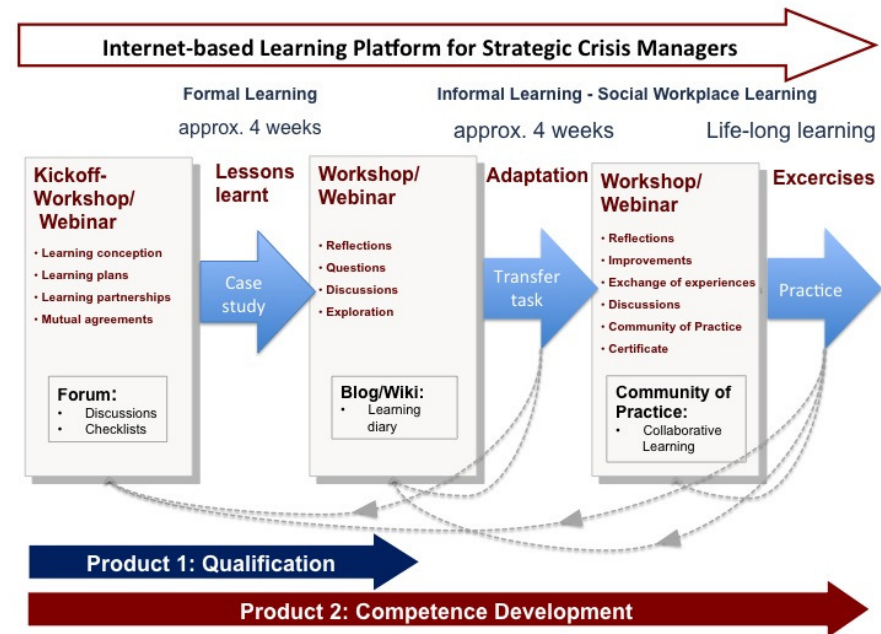 Internet-based Learning Platform for Strategic Crisis Managers
Formal Learning
approx. 4 weeks
Informal Learning - Social Workplace Learning
approx. 4 weeks
Life-long learning
Kickoff-
Workshop/
Webinar
• Learning conception
• Learning plans
• Learning partnerships
• Mutual agreements
Forum:
• Discussions
• Checklists
Lessons
learnt
Case
study
Workshop/
Webinar
• Reflections
• Questions
• Discussions
• Exploration
Blog/Wiki:
• Learning
diary
Adaptation
Transfer
task
Workshop/
Webinar
• Reflections
• Improvements
• Exchange of experiences
• Discussions
• Community of Practice
• Certificate
Community of
Practice:
• Collaborative
Learning
Excercises
Practice
Product 1: Qualification
Product 2: Competence Development